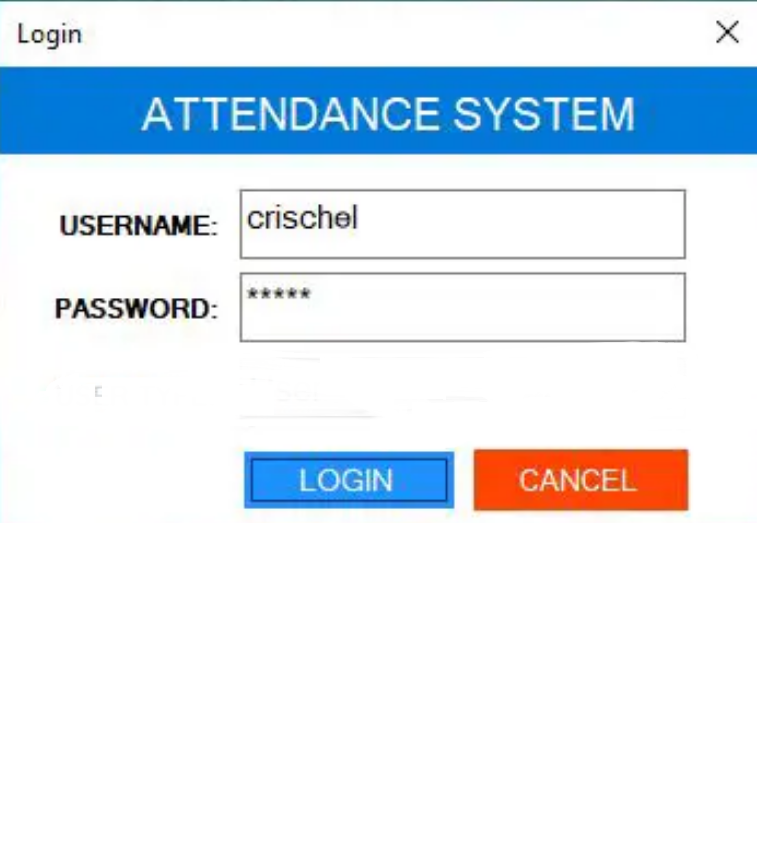 Login
ATTENDANCE SYSTEM
USERNAME: crischel
PASSWORD: *****
LOGIN CANCEL